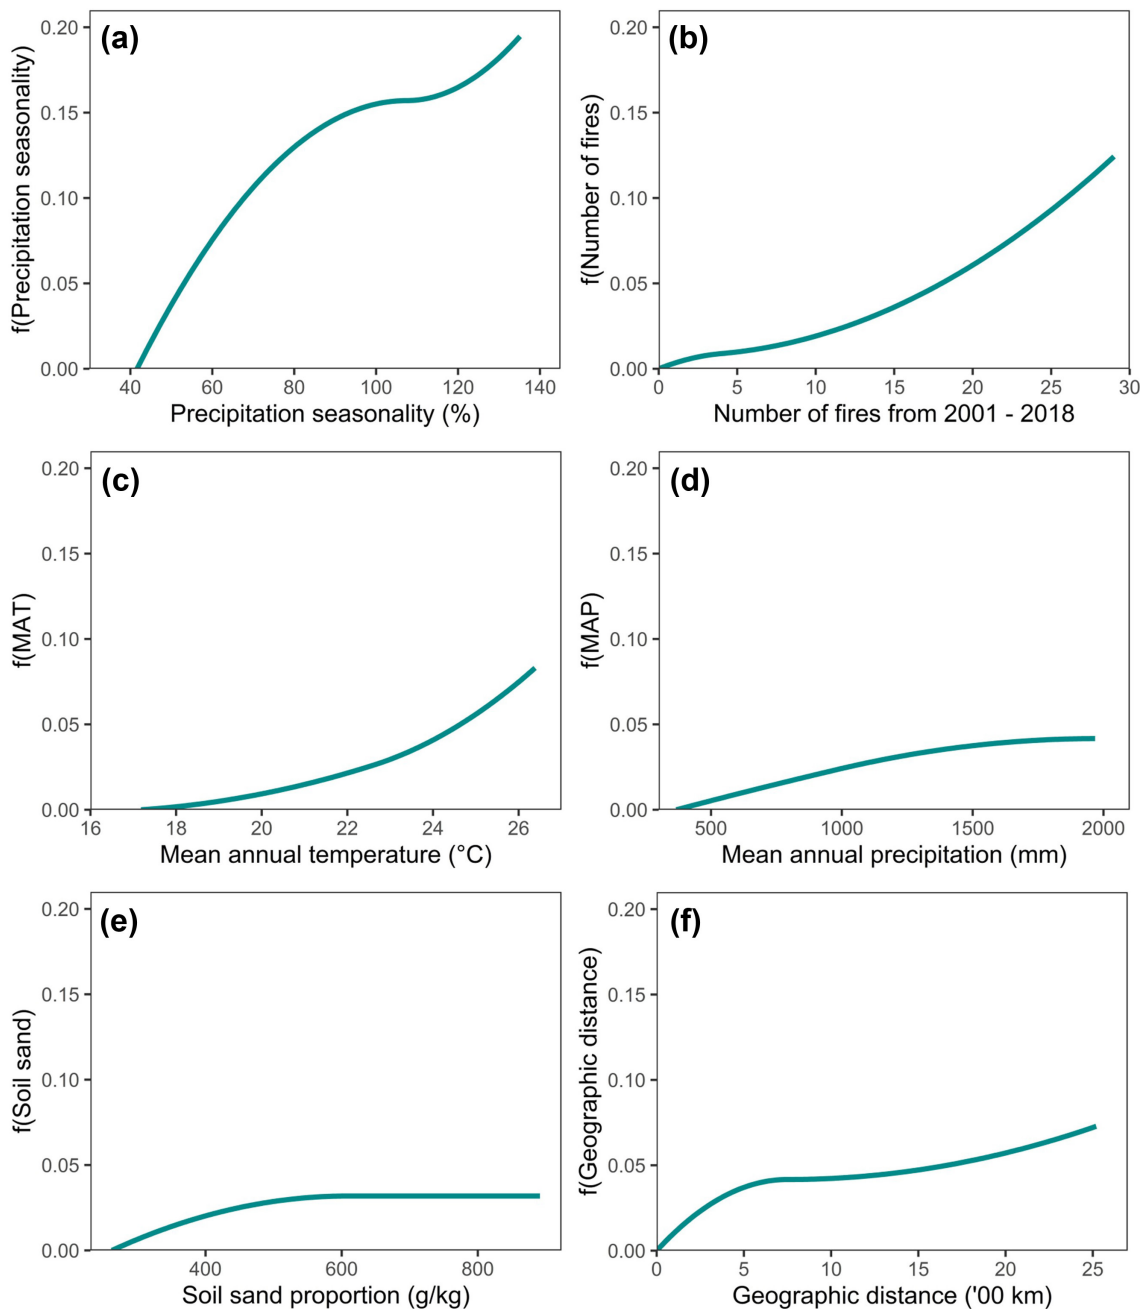 (a)
f(Precipitation seasonality)
0.20
0.15
0.10
0.05
0.00
40 60 80 100 120 140
Precipitation seasonality (%)
(b)
f(Number of fires)
0.20
0.15
0.10
0.05
0.00
0 5 10 15 20 25 30
Number of fires from 2001 - 2018
(c)
f(MAT)
0.20
0.15
0.10
0.05
0.00
16 18 20 22 24 26
Mean annual temperature (°C)
(d)
f(MAP)
0.20
0.15
0.10
0.05
0.00
500 1000 1500 2000
Mean annual precipitation (mm)
(e)
f(Soil sand)
0.20
0.15
0.10
0.05
0.00
400 600 800
Soil sand proportion (g/kg)
(f)
f(Geographic distance)
0.20
0.15
0.10
0.05
0.00
0 5 10 15 20 25
Geographic distance ('00 km)